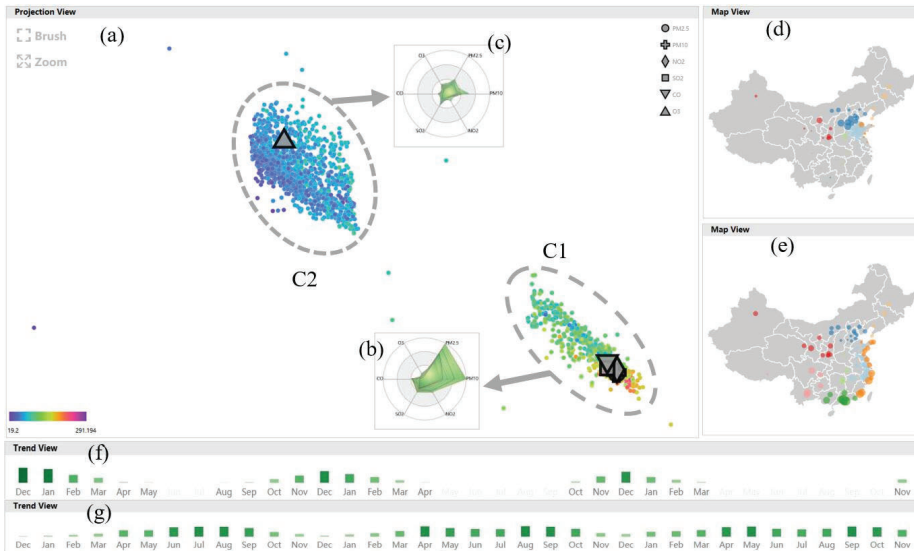 Projection View
Brush
Zoom
(a)
(c)
O3
PM2.5
CO
PM10
SO2
NO2
PM2.5
PM10
NO2
SO2
CO
O3
C2
C1
(b)
O3
PM2.5
CO
PM10
SO2
NO2
19.2 291.194
Map View
(d)
Map View
(e)
Trend View
(f)
Dec Jan Feb Mar Apr May Aug Sep Oct Nov Dec Jan Feb Mar Apr Oct Nov Dec Jan Feb Mar Nov
Trend View
(g)
Dec Jan Feb Mar Apr May Jun Jul Aug Sep Oct Nov Dec Jan Feb Mar Apr May Jun Jul Aug Sep Oct Nov Dec Jan Feb Mar Apr May Jun Jul Aug Sep Oct Nov